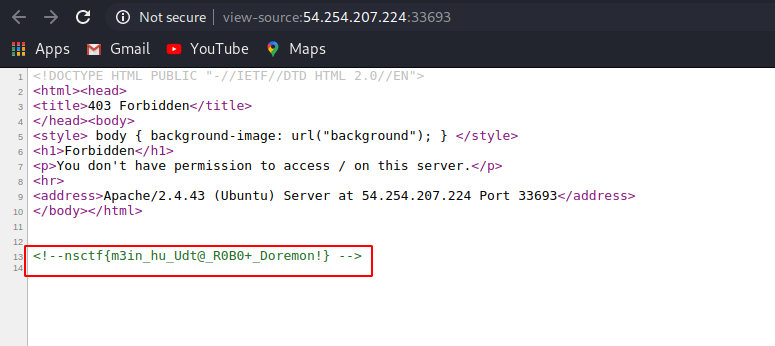 Not secure | view-source:54.254.207.224:33693
Apps Gmail YouTube Maps
1 <!DOCTYPE HTML PUBLIC "-//IETF//DTD HTML 2.0//EN">
2 <html><head>
3 <title>403 Forbidden</title>
4 </head><body>
5 <style> body { background-image: url("background"); } </style>
6 <h1>Forbidden</h1>
7 <p>You don't have permission to access / on this server.</p>
8 <hr>
9 <address>Apache/2.4.43 (Ubuntu) Server at 54.254.207.224 Port 33693</address>
10 </body></html>
11
12
13 <!--nsctf{m3in_hu_Udt@_R0B0+_Doremon!} -->
14